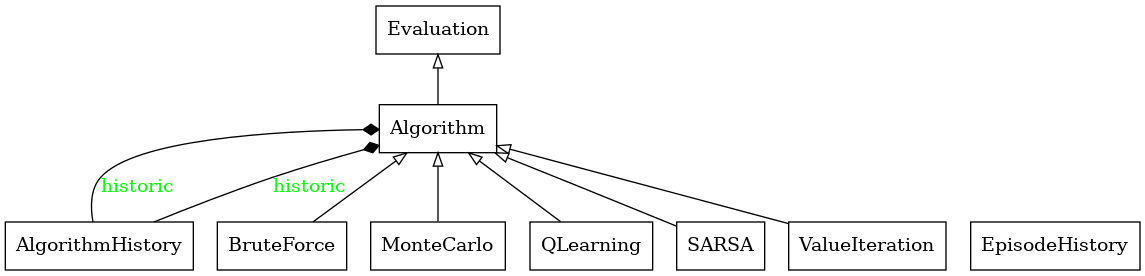 Evaluation
Algorithm
historic
historic
AlgorithmHistory
BruteForce
MonteCarlo
QLearning
SARSA
ValueIteration
EpisodeHistory